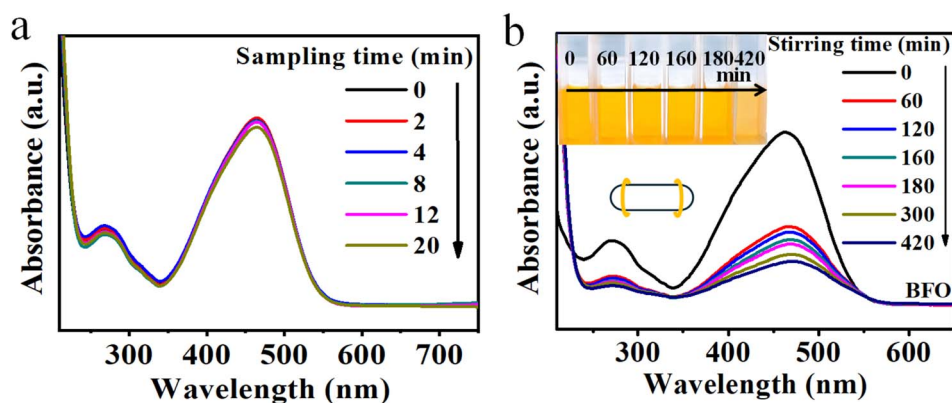 a
Sampling time (min)
0
2
4
8
12
20
Absorbance (a.u.)
300 400 500 600 700
Wavelength (nm)
b
0 60 120 160 180 420
min
Stirring time (min)
0
60
120
160
180
300
420
BFO
Absorbance (a.u.)
200 300 400 500 600
Wavelength (nm)